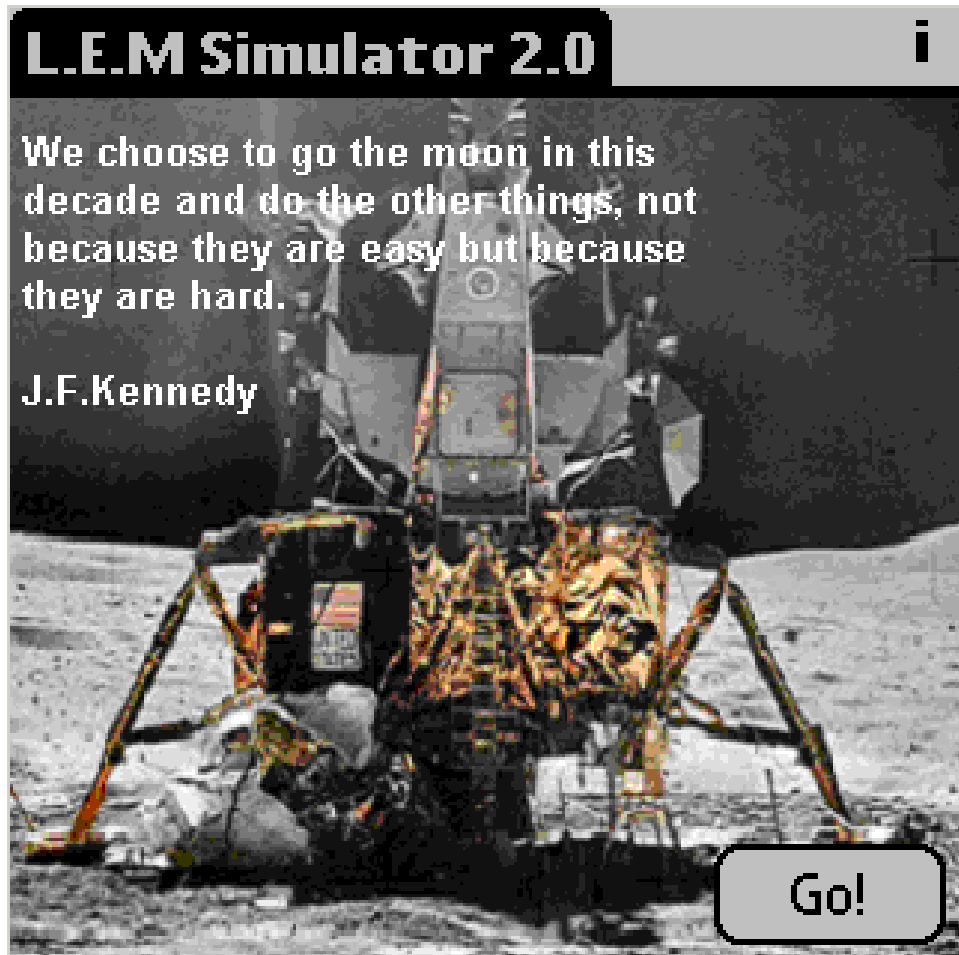 L.E.M Simulator 2.0
i
We choose to go the moon in this
decade and do the other things, not
because they are easy but because
they are hard.
J.F.Kennedy
Go!